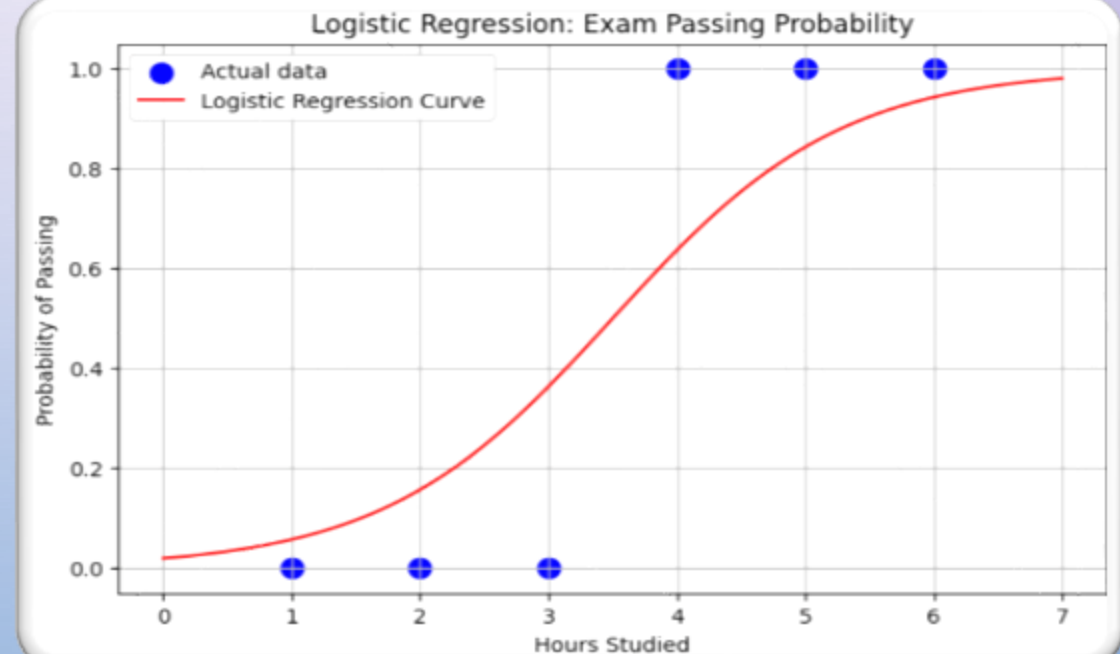 Logistic Regression: Exam Passing Probability
Actual data
Logistic Regression Curve
Probability of Passing
1.0
0.8
0.6
0.4
0.2
0.0
0 1 2 3 4 5 6 7
Hours Studied